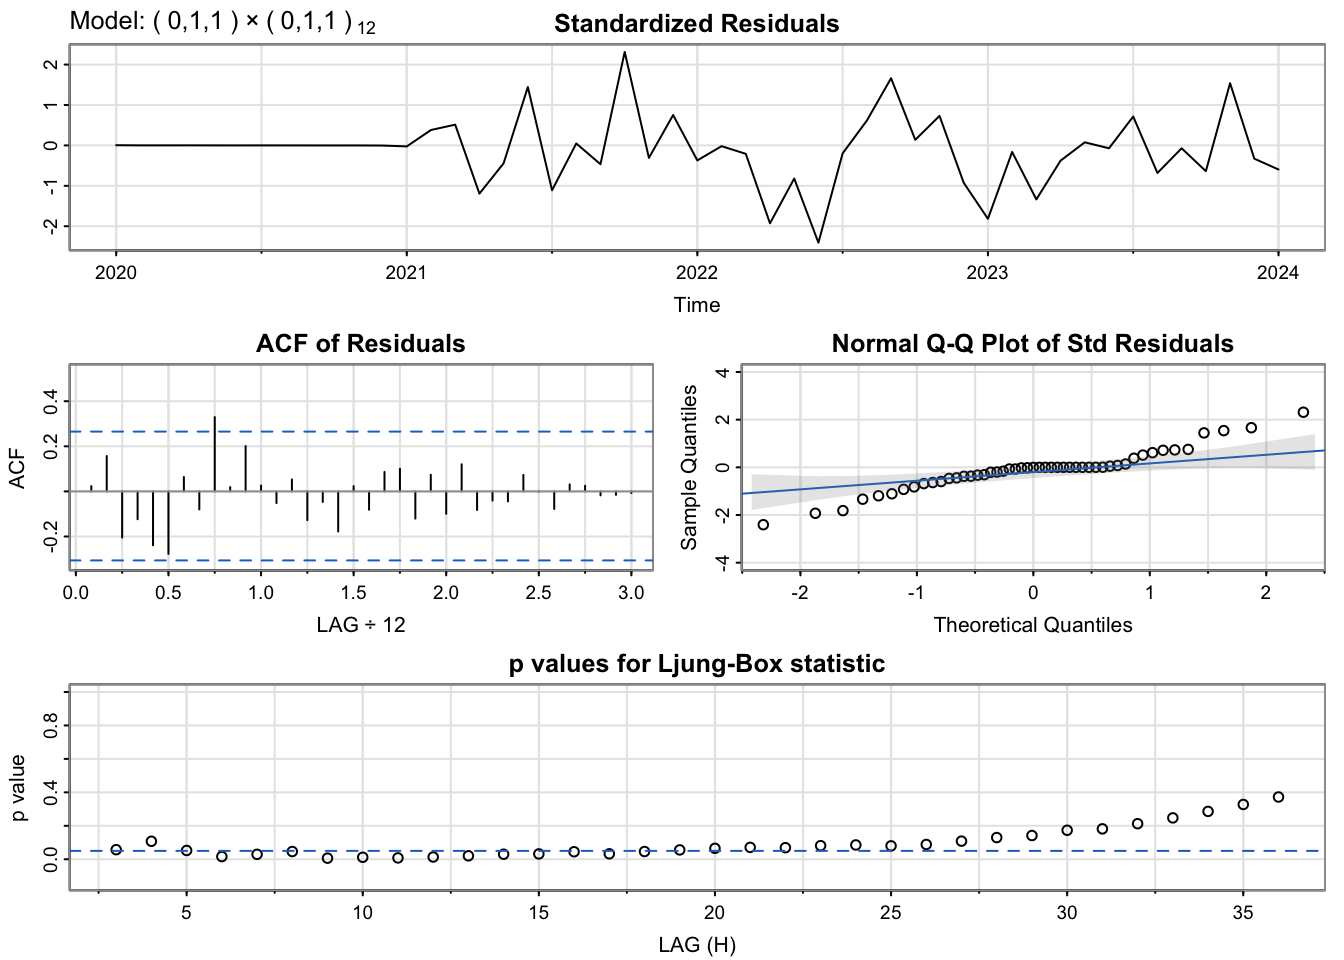 Model: ( 0,1,1 ) × ( 0,1,1 ) 12
Standardized Residuals
2
1
0
-1
-2
2020 2021 2022 2023 2024
Time
ACF of Residuals
ACF
0.4
0.2
-0.2
0.0 0.5 1.0 1.5 2.0 2.5 3.0
LAG ÷ 12
Normal Q-Q Plot of Std Residuals
Sample Quantiles
4
2
0
-2
-4
-2 -1 0 1 2
Theoretical Quantiles
p values for Ljung-Box statistic
p value
0.8
0.4
0.0
5 10 15 20 25 30 35
LAG (H)